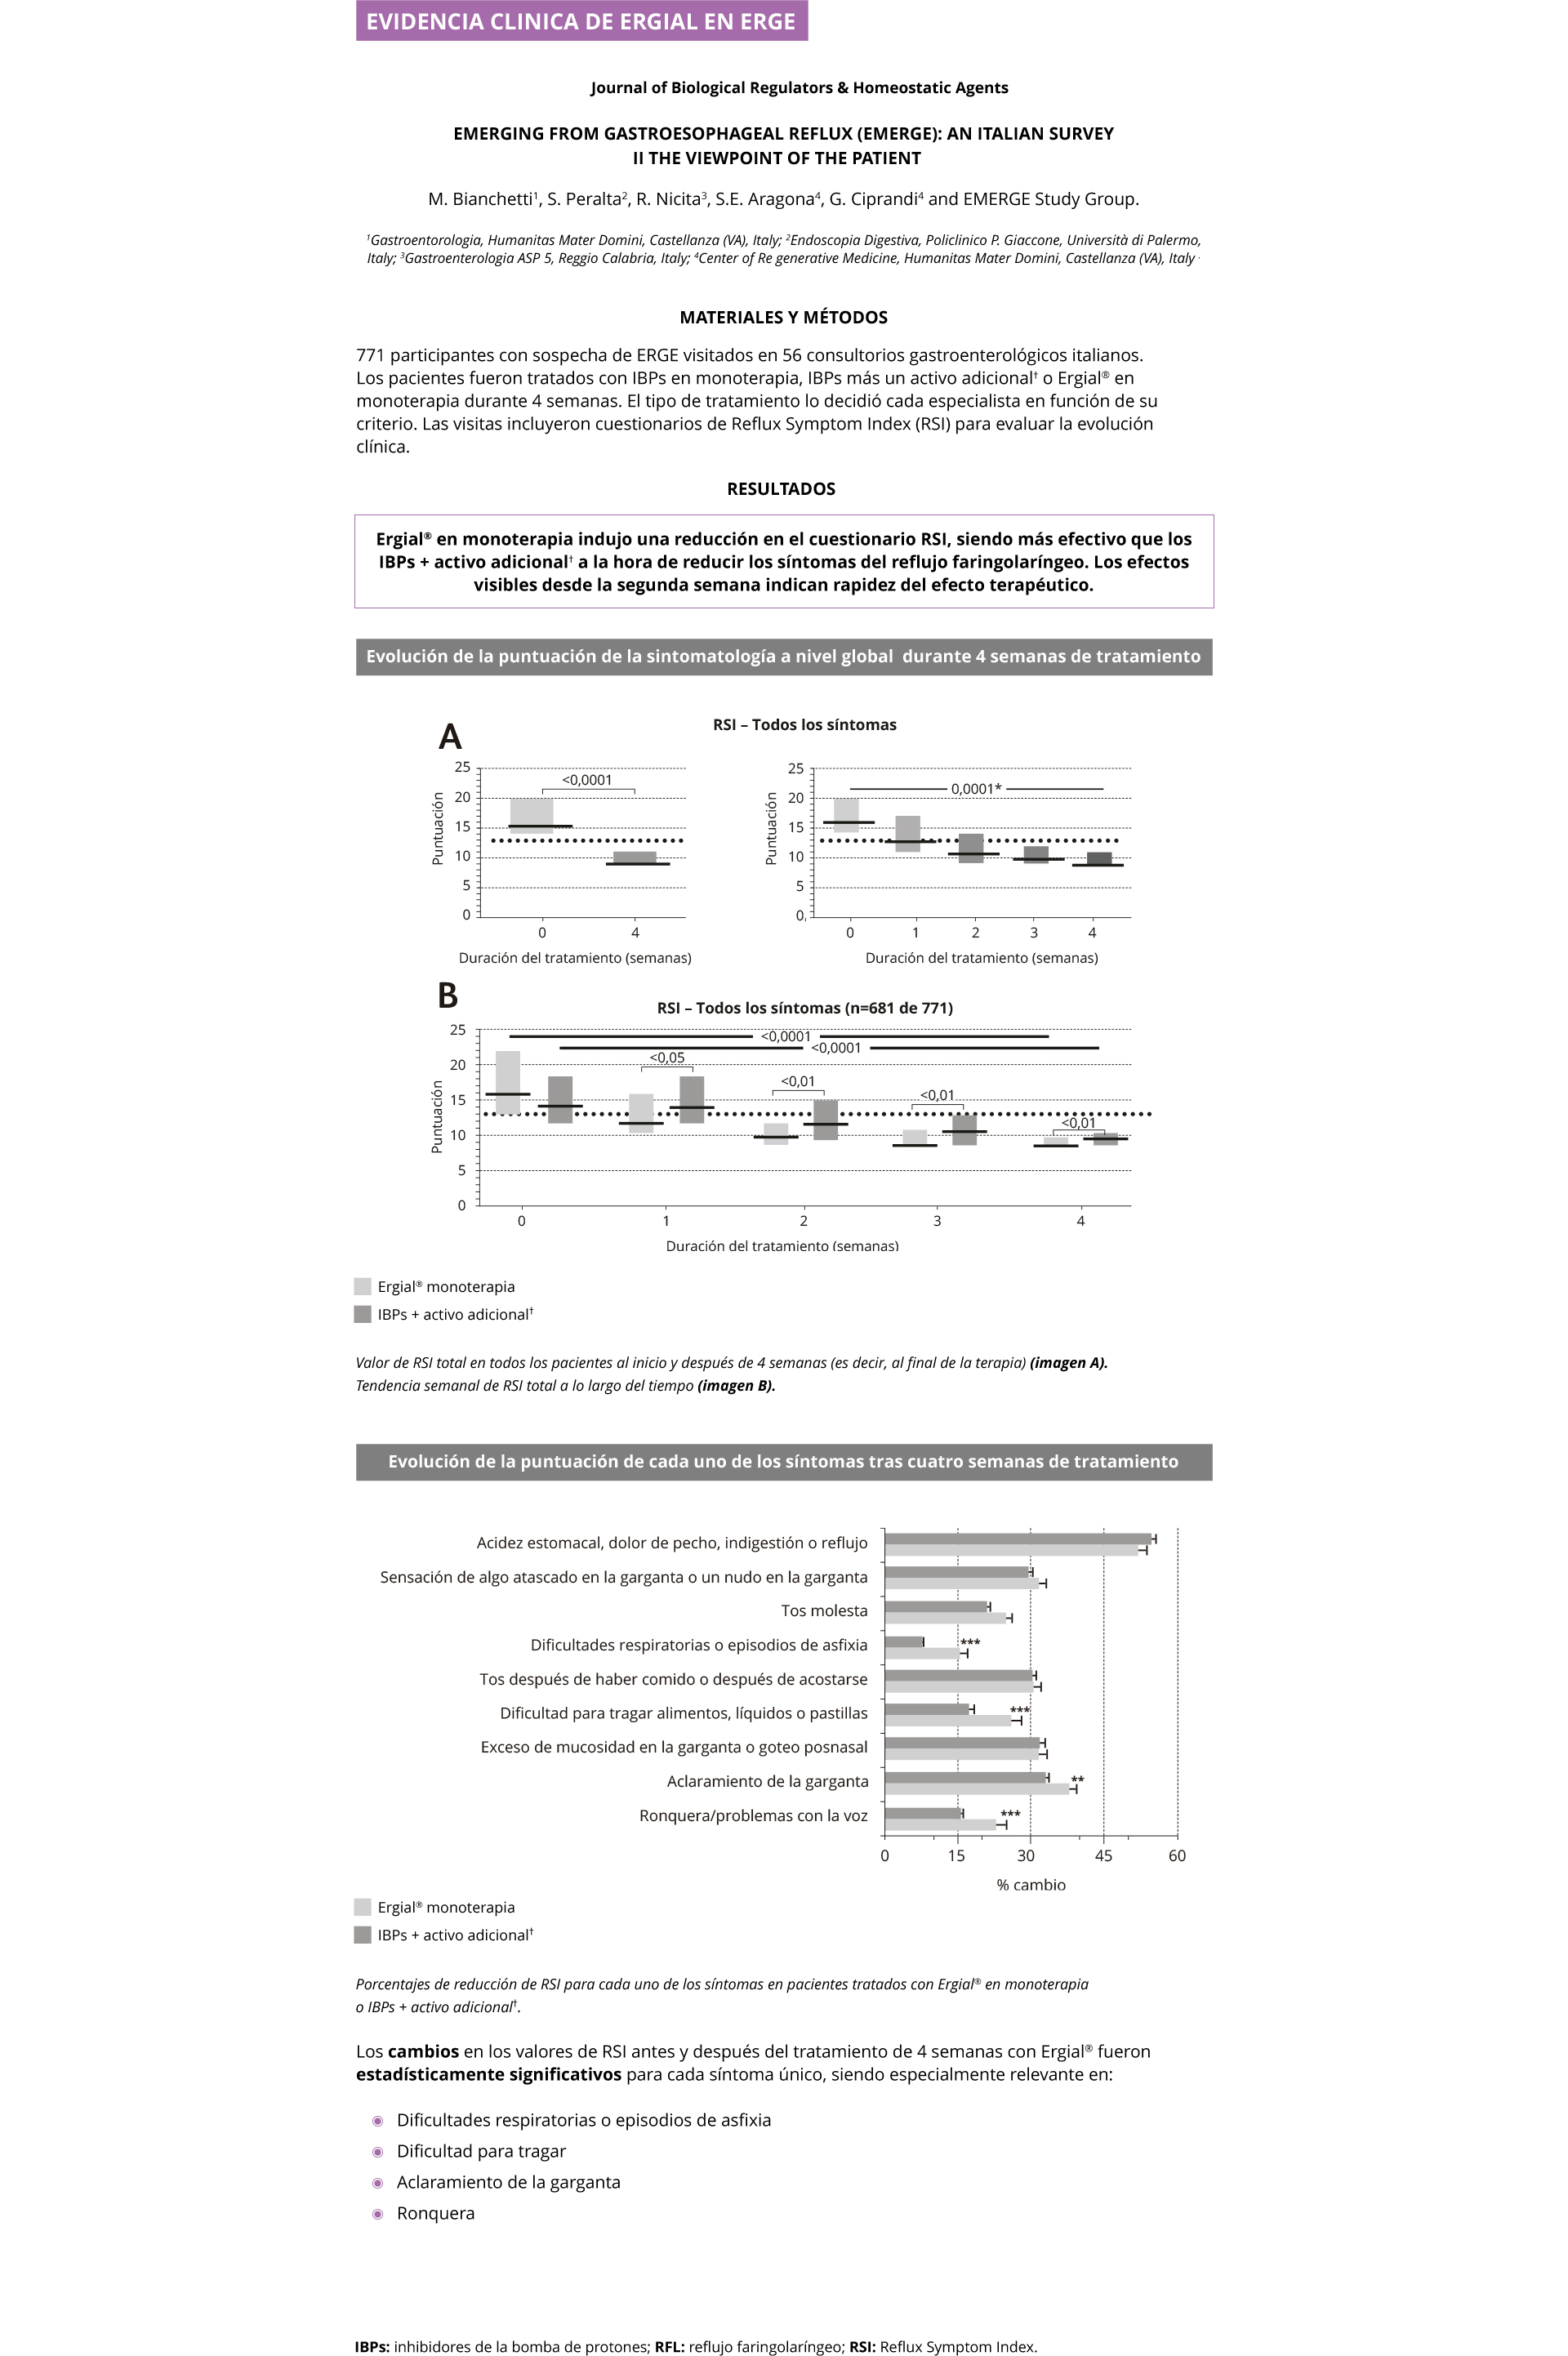 EVIDENCIA CLINICA DE ERGIAL EN ERGE
Journal of Biological Regulators & Homeostatic Agents
EMERGING FROM GASTROESOPHAGEAL REFLUX (EMERGE): AN ITALIAN SURVEY
II THE VIEWPOINT OF THE PATIENT
M. Bianchetti¹, S. Peralta², R. Nicita³, S.E. Aragona⁴, G. Ciprandi⁴ and EMERGE Study Group.
¹Gastroentorologia, Humanitas Mater Domini, Castellanza (VA), Italy; ²Endoscopia Digestiva, Policlinico P. Giaccone, Università di Palermo,
Italy; ³Gastroenterologia ASP 5, Reggio Calabria, Italy; ⁴Center of Re generative Medicine, Humanitas Mater Domini, Castellanza (VA), Italy .
MATERIALES Y MÉTODOS
771 participantes con sospecha de ERGE visitados en 56 consultorios gastroenterológicos italianos.
Los pacientes fueron tratados con IBPs en monoterapia, IBPs más un activo adicional† o Ergial® en
monoterapia durante 4 semanas. El tipo de tratamiento lo decidió cada especialista en función de su
criterio. Las visitas incluyeron cuestionarios de Reflux Symptom Index (RSI) para evaluar la evolución
clínica.
RESULTADOS
Ergial® en monoterapia indujo una reducción en el cuestionario RSI, siendo más efectivo que los
IBPs + activo adicional† a la hora de reducir los síntomas del reflujo faringolaríngeo. Los efectos
visibles desde la segunda semana indican rapidez del efecto terapéutico.
Evolución de la puntuación de la sintomatología a nivel global durante 4 semanas de tratamiento
A
RSI – Todos los síntomas
Puntuación
25
20
15
10
5
0
<0,0001
0 4
Duración del tratamiento (semanas)
Puntuación
25
20
15
10
5
0
0,0001*
0 1 2 3 4
Duración del tratamiento (semanas)
B
RSI – Todos los síntomas (n=681 de 771)
Puntuación
25
20
15
10
5
0
<0,0001
<0,0001
<0,05
<0,01
<0,01
<0,01
0 1 2 3 4
Duración del tratamiento (semanas)
Ergial® monoterapia
IBPs + activo adicional†
Valor de RSI total en todos los pacientes al inicio y después de 4 semanas (es decir, al final de la terapia) (imagen A).
Tendencia semanal de RSI total a lo largo del tiempo (imagen B).
Evolución de la puntuación de cada uno de los síntomas tras cuatro semanas de tratamiento
Acidez estomacal, dolor de pecho, indigestión o reflujo
Sensación de algo atascado en la garganta o un nudo en la garganta
Tos molesta
Dificultades respiratorias o episodios de asfixia ***
Tos después de haber comido o después de acostarse
Dificultad para tragar alimentos, líquidos o pastillas ***
Exceso de mucosidad en la garganta o goteo posnasal
Aclaramiento de la garganta **
Ronquera/problemas con la voz ***
0 15 30 45 60
% cambio
Ergial® monoterapia
IBPs + activo adicional†
Porcentajes de reducción de RSI para cada uno de los síntomas en pacientes tratados con Ergial® en monoterapia
o IBPs + activo adicional†.
Los cambios en los valores de RSI antes y después del tratamiento de 4 semanas con Ergial® fueron
estadísticamente significativos para cada síntoma único, siendo especialmente relevante en:
Dificultades respiratorias o episodios de asfixia
Dificultad para tragar
Aclaramiento de la garganta
Ronquera
IBPs: inhibidores de la bomba de protones; RFL: reflujo faringolaríngeo; RSI: Reflux Symptom Index.